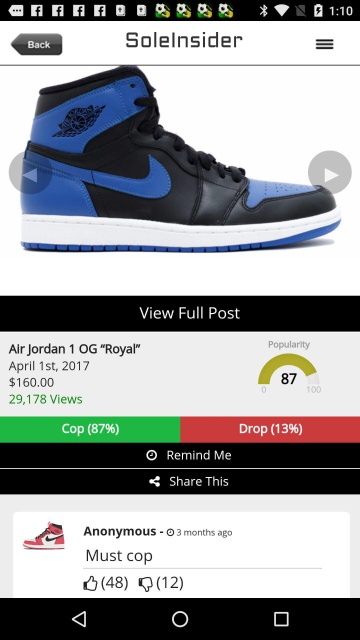 1:10
Back
SoleInsider
View Full Post
Air Jordan 1 OG “Royal”
April 1st, 2017
$160.00
29,178 Views
Popularity
87
0
100
Cop (87%)
Drop (13%)
Remind Me
Share This
Anonymous - 3 months ago
Must cop
(48) (12)